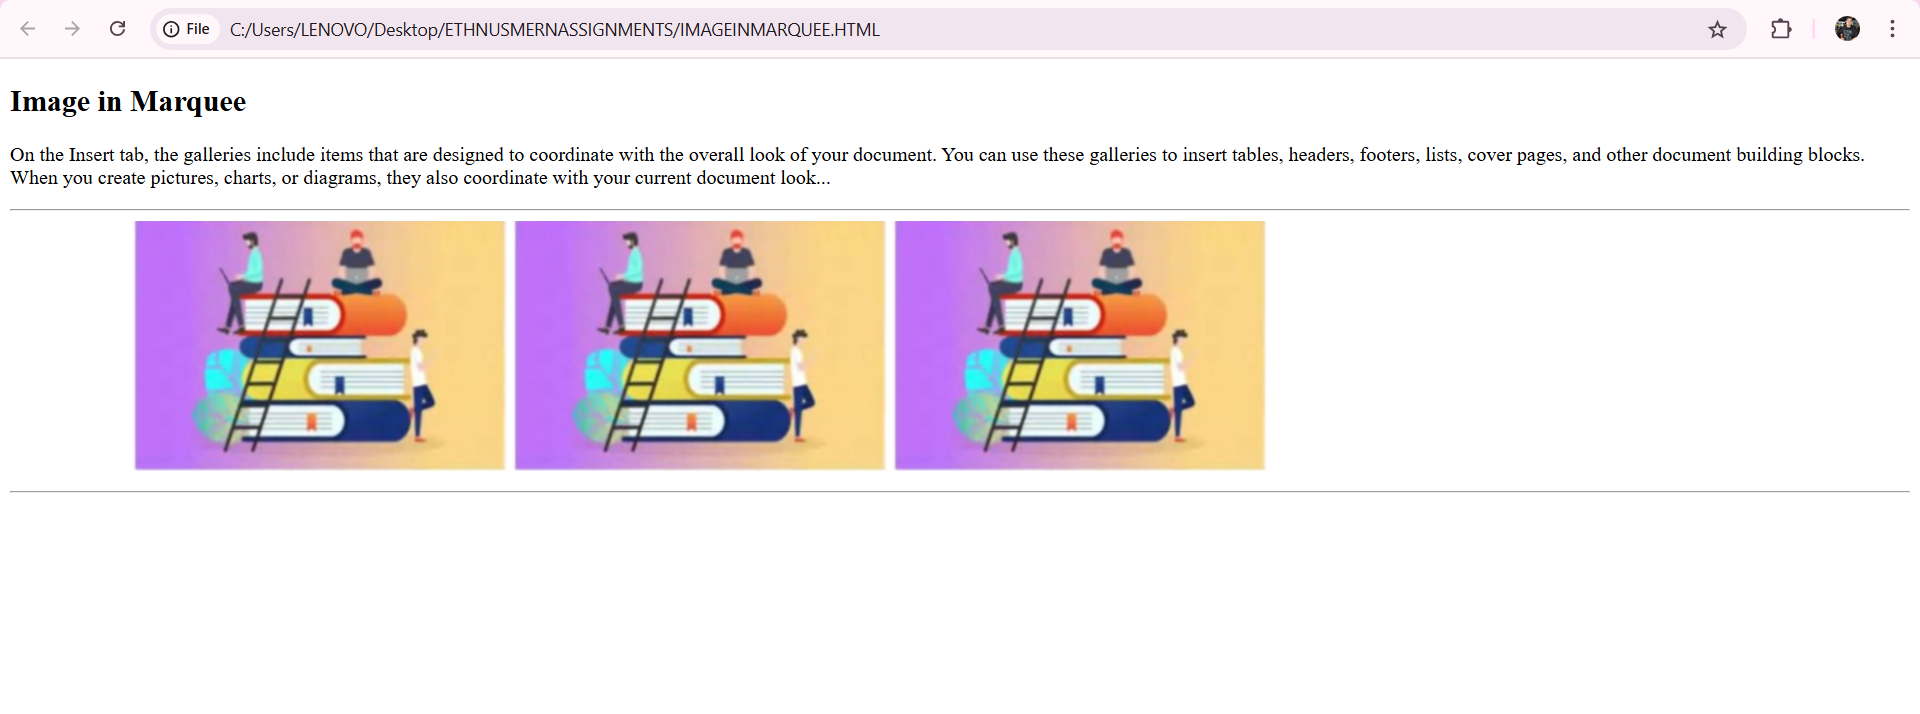 File C:/Users/LENOVO/Desktop/ETHNUSMERNASSIGNMENTS/IMAGEINMARQUEE.HTML
Image in Marquee
On the Insert tab, the galleries include items that are designed to coordinate with the overall look of your document. You can use these galleries to insert tables, headers, footers, lists, cover pages, and other document building blocks.
When you create pictures, charts, or diagrams, they also coordinate with your current document look...